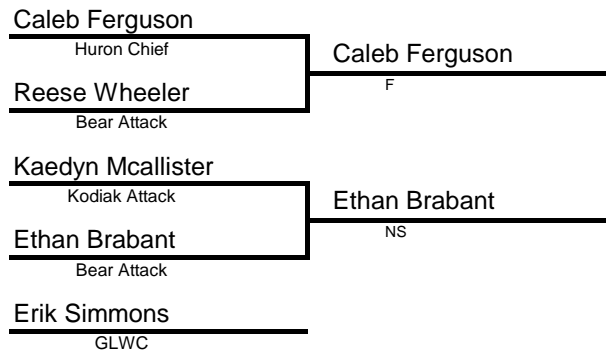 Caleb Ferguson
Huron Chief
Caleb Ferguson
F
Reese Wheeler
Bear Attack
Kaedyn Mcallister
Kodiak Attack
Ethan Brabant
NS
Ethan Brabant
Bear Attack
Erik Simmons
GLWC